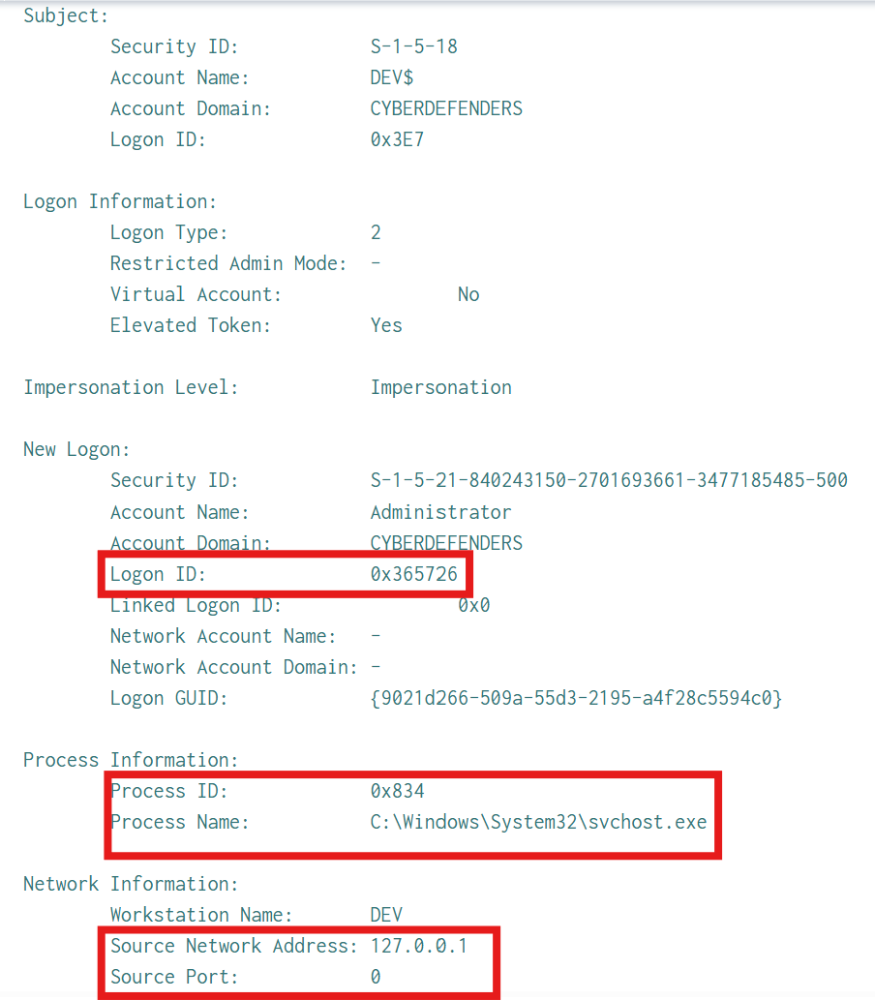 Subject:
Security ID: S-1-5-18
Account Name: DEV$
Account Domain: CYBERDEFENDERS
Logon ID: 0x3E7
Logon Information:
Logon Type: 2
Restricted Admin Mode: -
Virtual Account: No
Elevated Token: Yes
Impersonation Level: Impersonation
New Logon:
Security ID: S-1-5-21-840243150-2701693661-3477185485-500
Account Name: Administrator
Account Domain: CYBERDEFENDERS
Logon ID: 0x365726
Linked Logon ID: 0x0
Network Account Name: -
Network Account Domain: -
Logon GUID: {9021d266-509a-55d3-2195-a4f28c5594c0}
Process Information:
Process ID: 0x834
Process Name: C:\Windows\System32\svchost.exe
Network Information:
Workstation Name: DEV
Source Network Address: 127.0.0.1
Source Port: 0